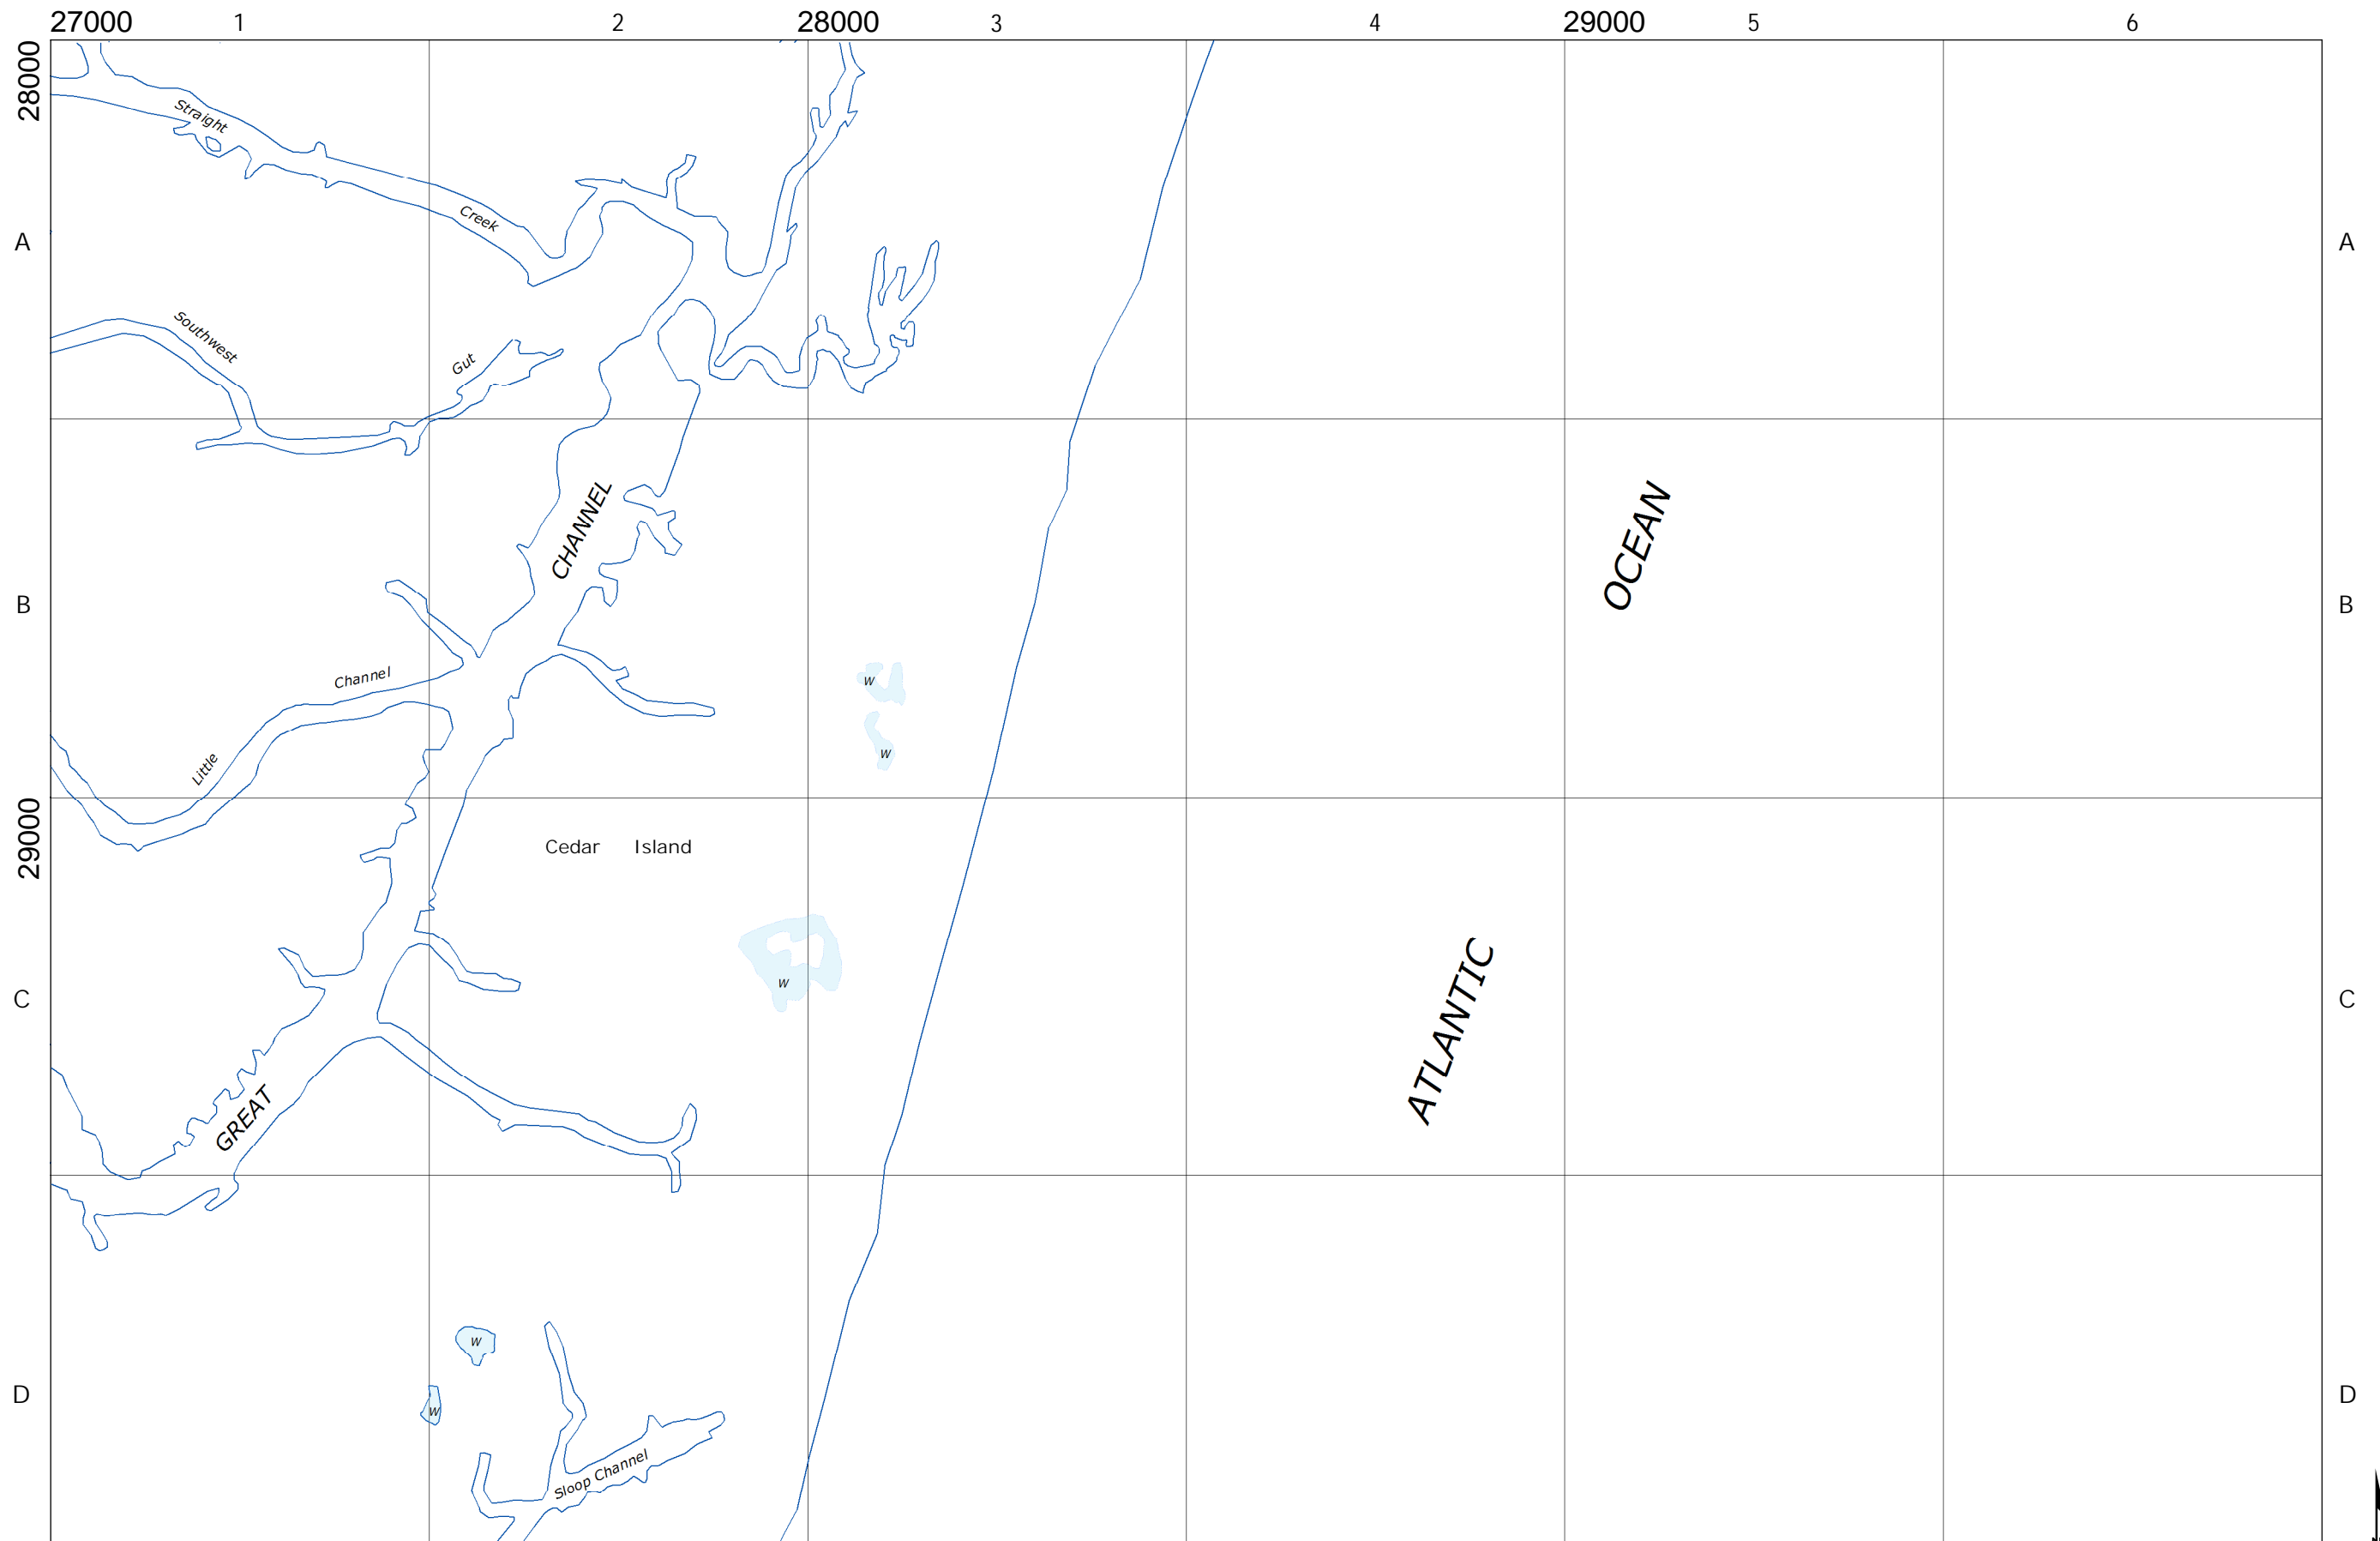 27000 1 2 28000 3 4 29000 5 6
28000
Straight
Creek
A A
Southwest
Gut
CHANNEL
OCEAN
B B
Channel
W
Little
W
29000
Cedar Island
ATLANTIC
W
C C
GREAT
W
D D
W
Sloop Channel